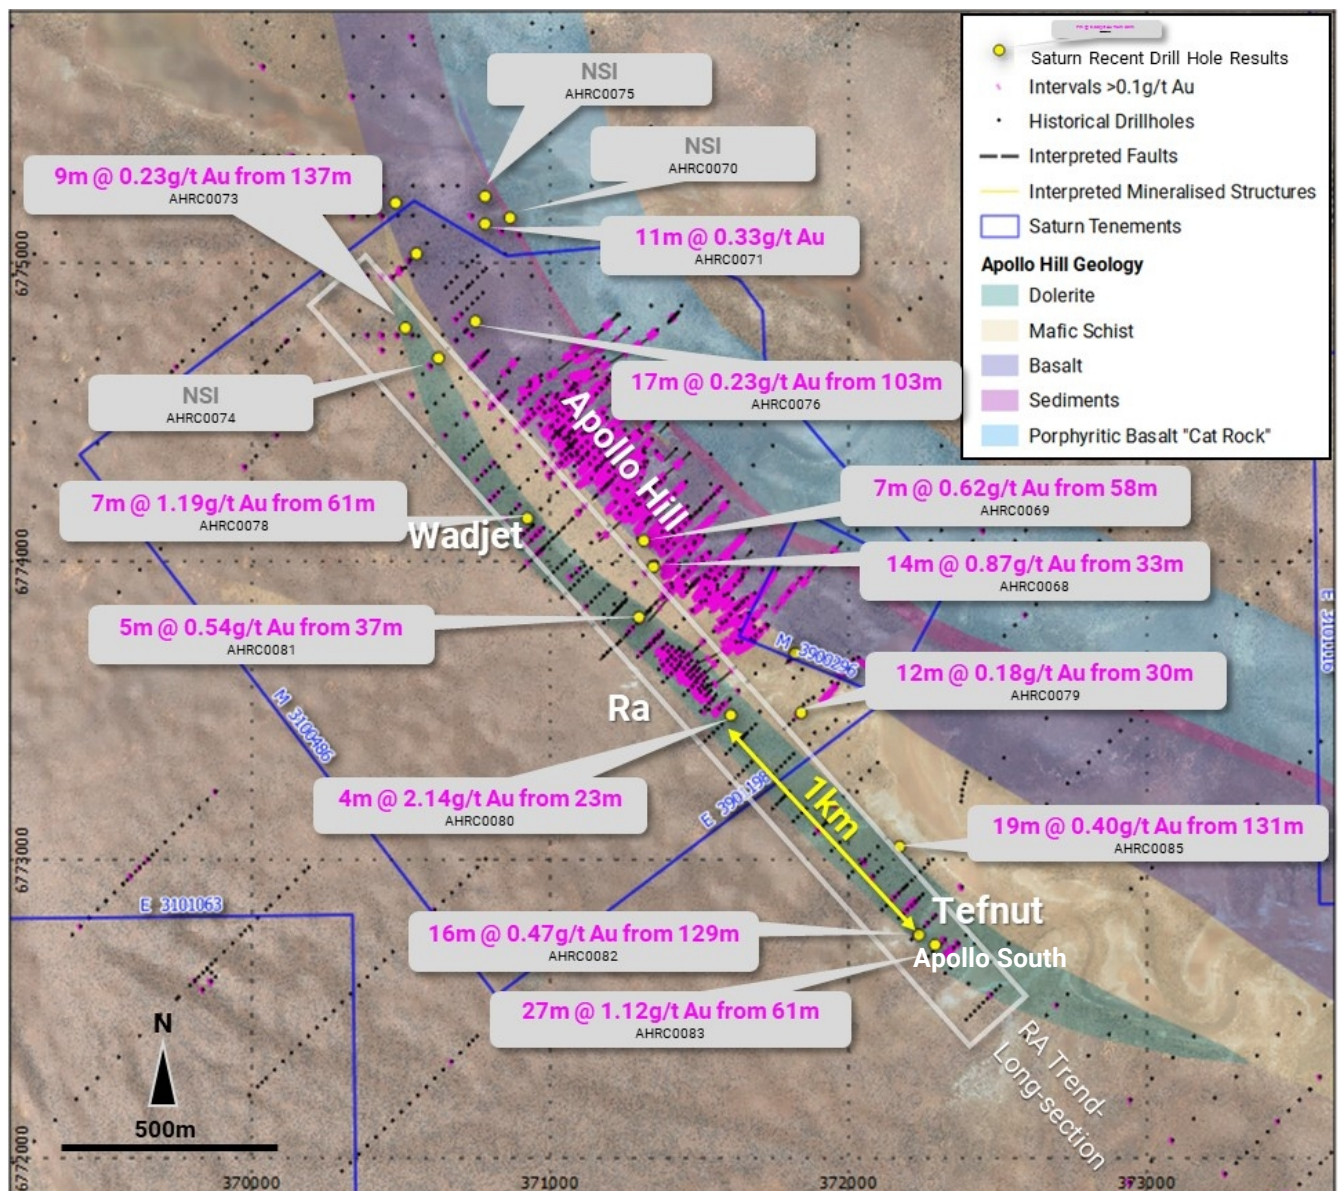 Saturn Recent Drill Hole Results
Intervals >0.1g/t Au
Historical Drillholes
Interpreted Faults
Interpreted Mineralised Structures
Saturn Tenements
Apollo Hill Geology
Dolerite
Mafic Schist
Basalt
Sediments
Porphyritic Basalt "Cat Rock"
NSI
AHRC0075
NSI
AHRC0070
9m @ 0.23g/t Au from 137m
AHRC0073
11m @ 0.33g/t Au
AHRC0071
6775000
17m @ 0.23g/t Au from 103m
AHRC0076
NSI
AHRC0074
Apollo Hill
7m @ 1.19g/t Au from 61m
AHRC0078
7m @ 0.62g/t Au from 58m
AHRC0069
Wadjet
6774000
14m @ 0.87g/t Au from 33m
AHRC0068
5m @ 0.54g/t Au from 37m
AHRC0081
M 3900296
12m @ 0.18g/t Au from 30m
AHRC0079
Ra
M 3100486
4m @ 2.14g/t Au from 23m
AHRC0080
E 3901198
1km
19m @ 0.40g/t Au from 131m
AHRC0085
6773000
E 3101063
Tefnut
16m @ 0.47g/t Au from 129m
AHRC0082
Apollo South
27m @ 1.12g/t Au from 61m
AHRC0083
RA Trend-
Long-section
N
500m
6772000
370000
371000
372000
373000